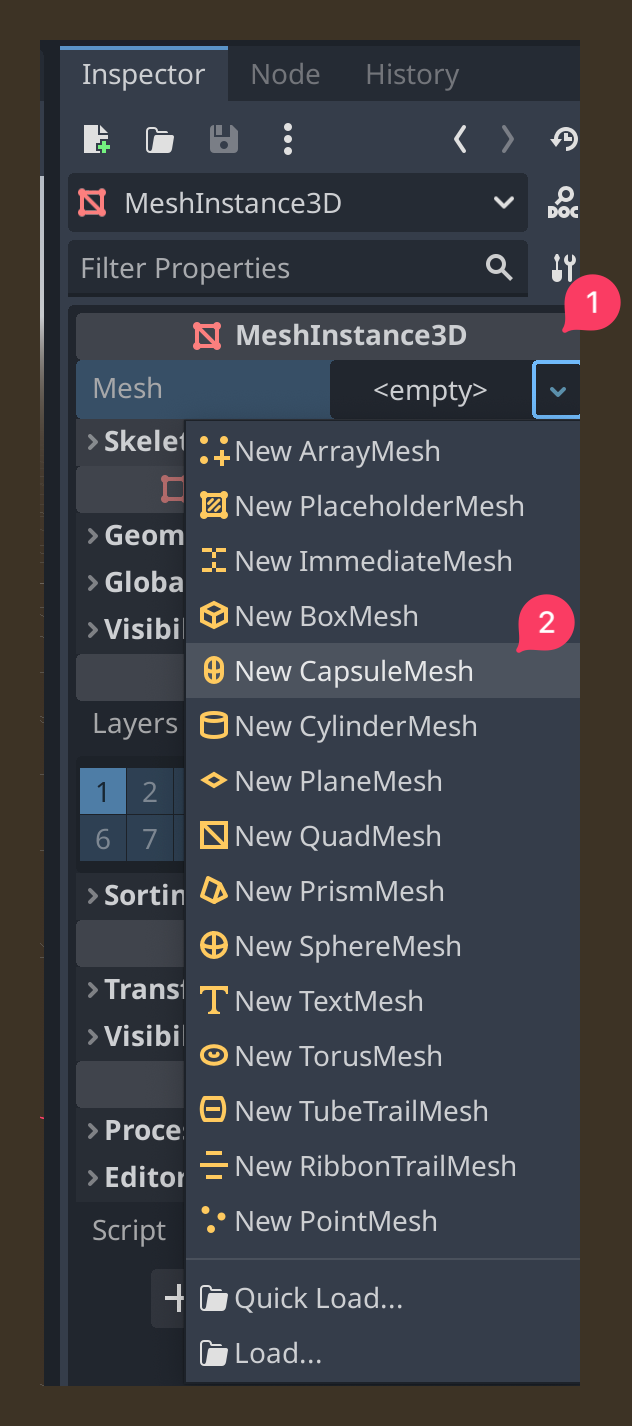 Inspector Node History
MeshInstance3D
DOC
Filter Properties
1
MeshInstance3D
Mesh <empty>
Skelet
New ArrayMesh
New PlaceholderMesh
Geom
New ImmediateMesh
Globa
New BoxMesh
2
Visibil
New CapsuleMesh
Layers
New CylinderMesh
1 2
New PlaneMesh
6 7
New QuadMesh
Sortin
New PrismMesh
New SphereMesh
Transf
New TextMesh
Visibil
New TorusMesh
Proces
New TubeTrailMesh
Editor
New RibbonTrailMesh
Script
New PointMesh
Quick Load...
Load...